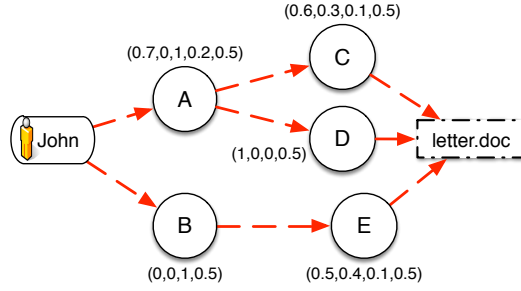 (0.6,0.3,0.1,0.5)
(0.7,0,1,0.2,0.5)
C
A
John
D
letter.doc
(1,0,0,0.5)
B
E
(0,0,1,0.5)
(0.5,0.4,0.1,0.5)